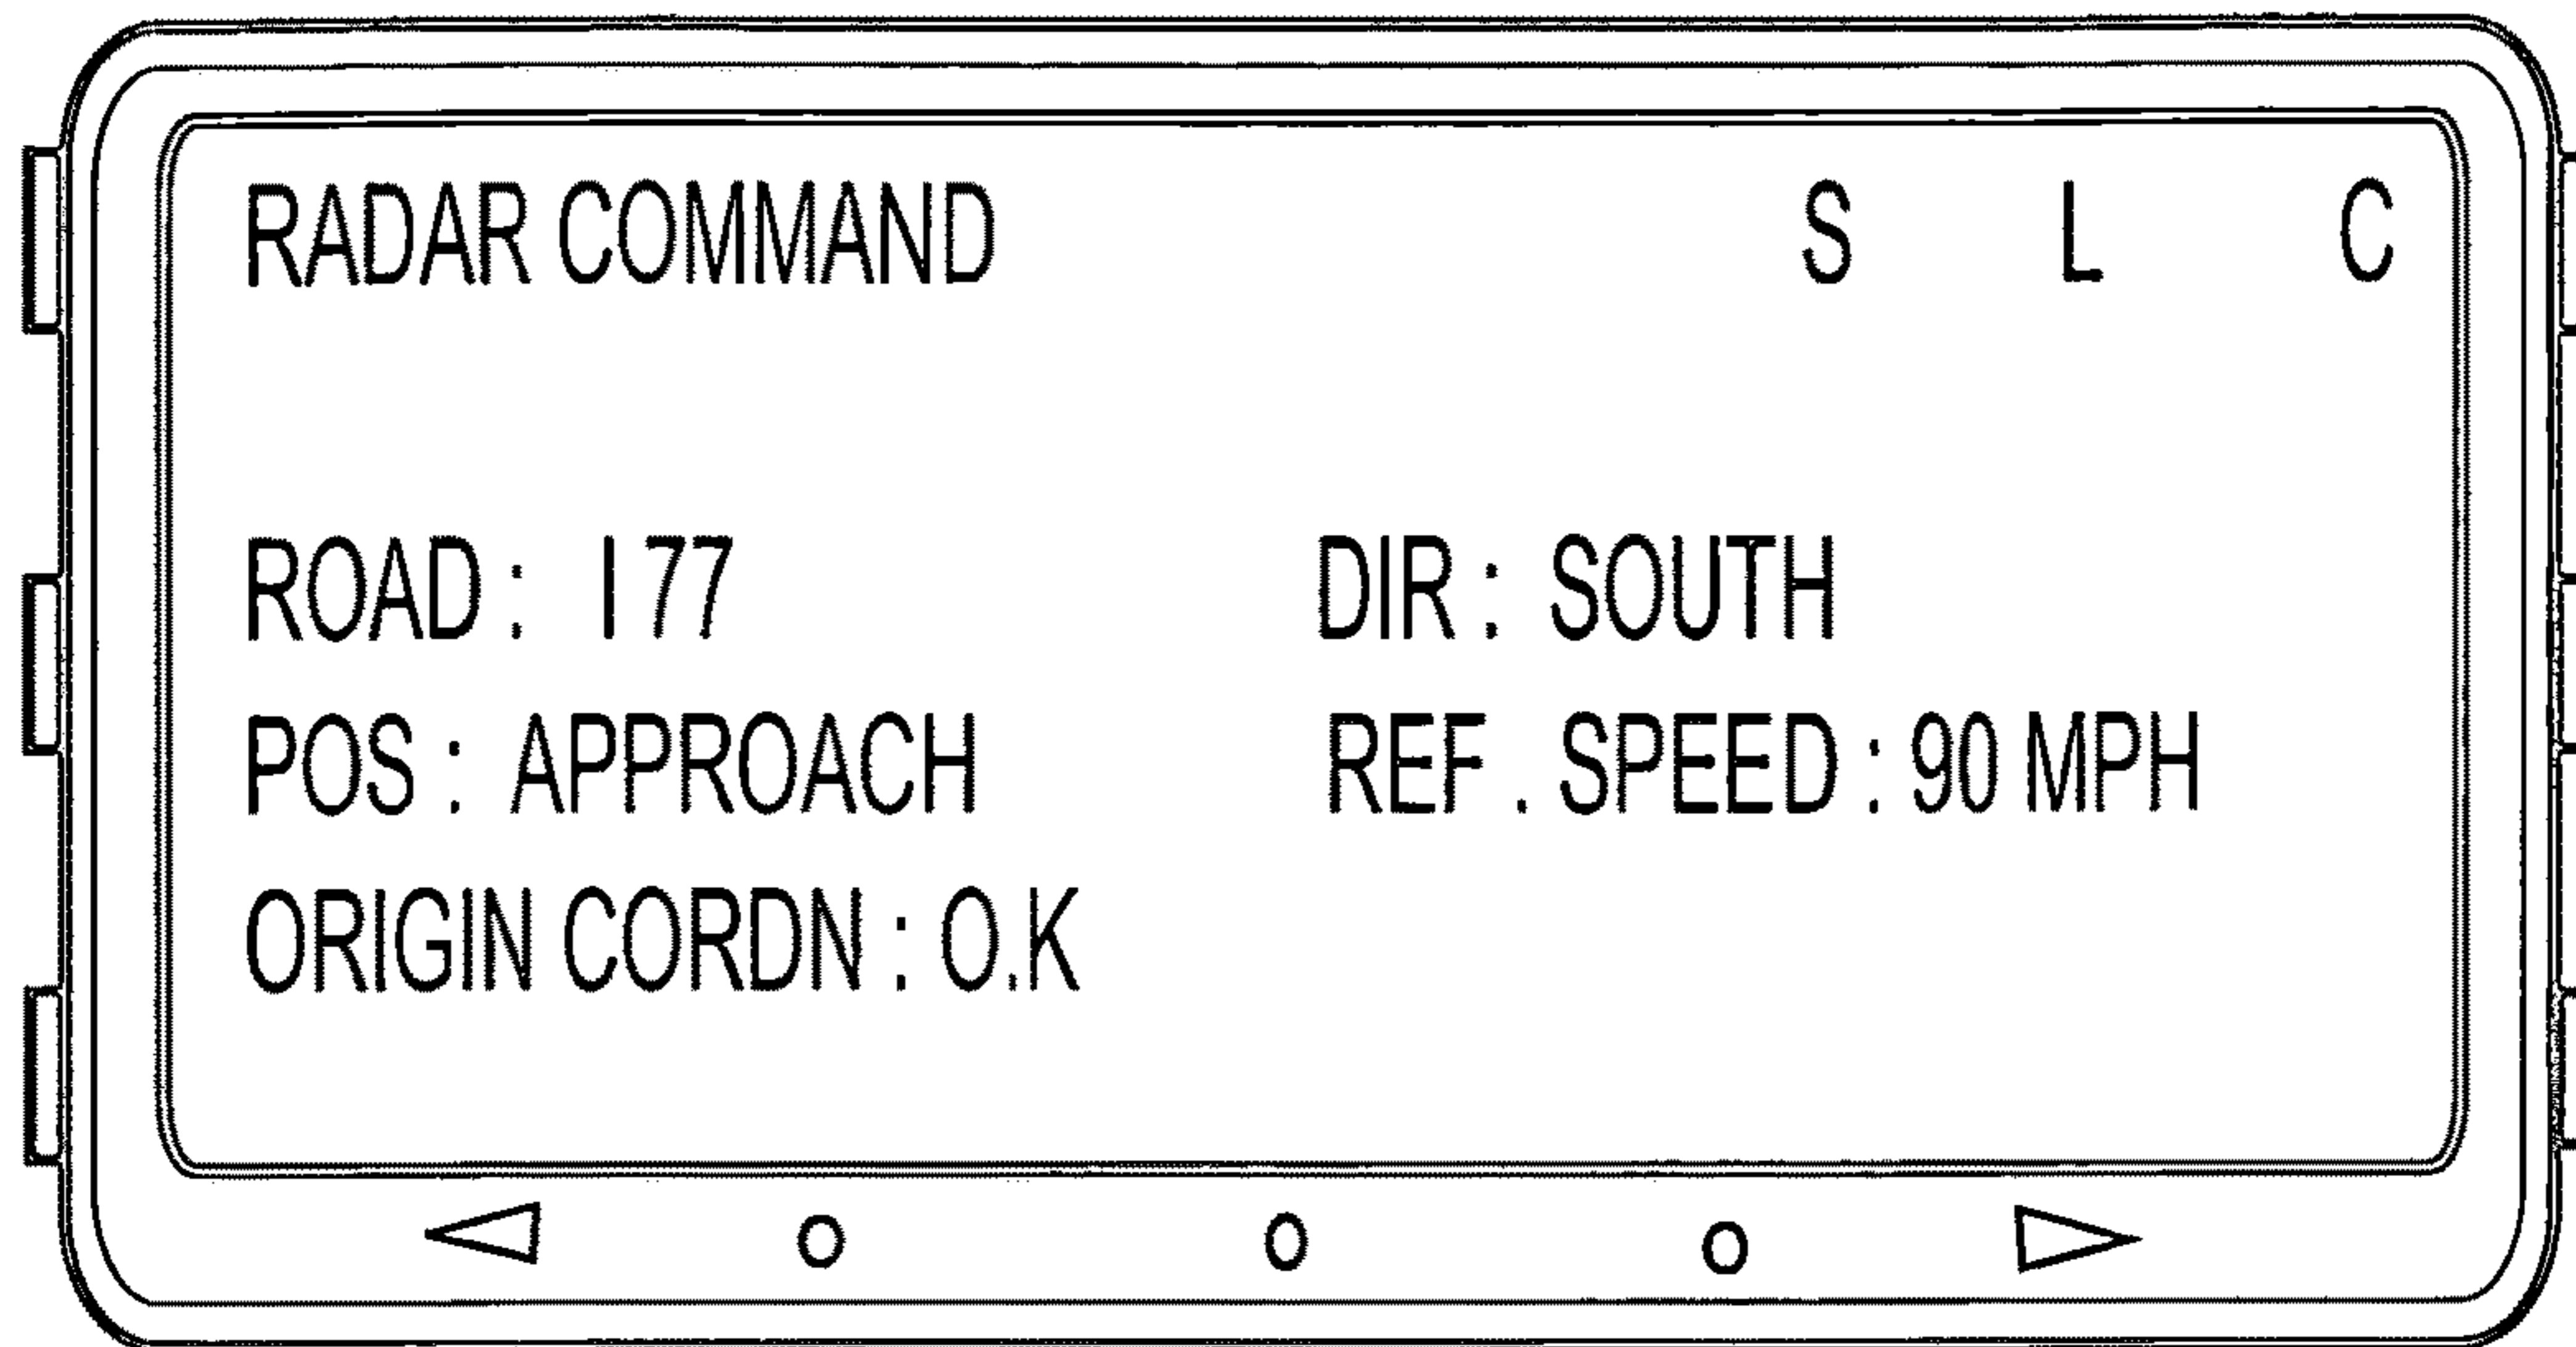 RADAR COMMAND S L C
ROAD : I 77 DIR : SOUTH
POS : APPROACH REF . SPEED : 90 MPH
ORIGIN CORDN : O.K